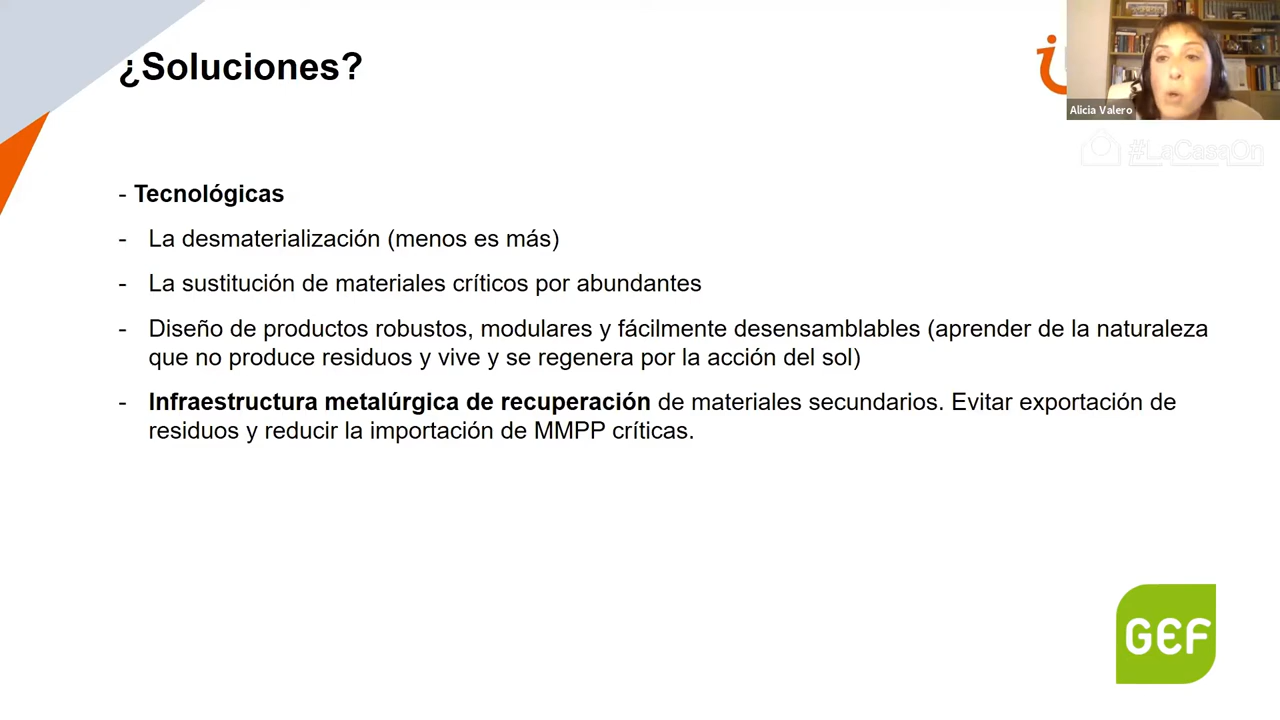 ¿Soluciones?
Alicia Valero
#LaCasaOn
- Tecnológicas
- La desmaterialización (menos es más)
- La sustitución de materiales críticos por abundantes
- Diseño de productos robustos, modulares y fácilmente desensamblables (aprender de la naturaleza
que no produce residuos y vive y se regenera por la acción del sol)
- Infraestructura metalúrgica de recuperación de materiales secundarios. Evitar exportación de
residuos y reducir la importación de MMPP críticas.
GEF